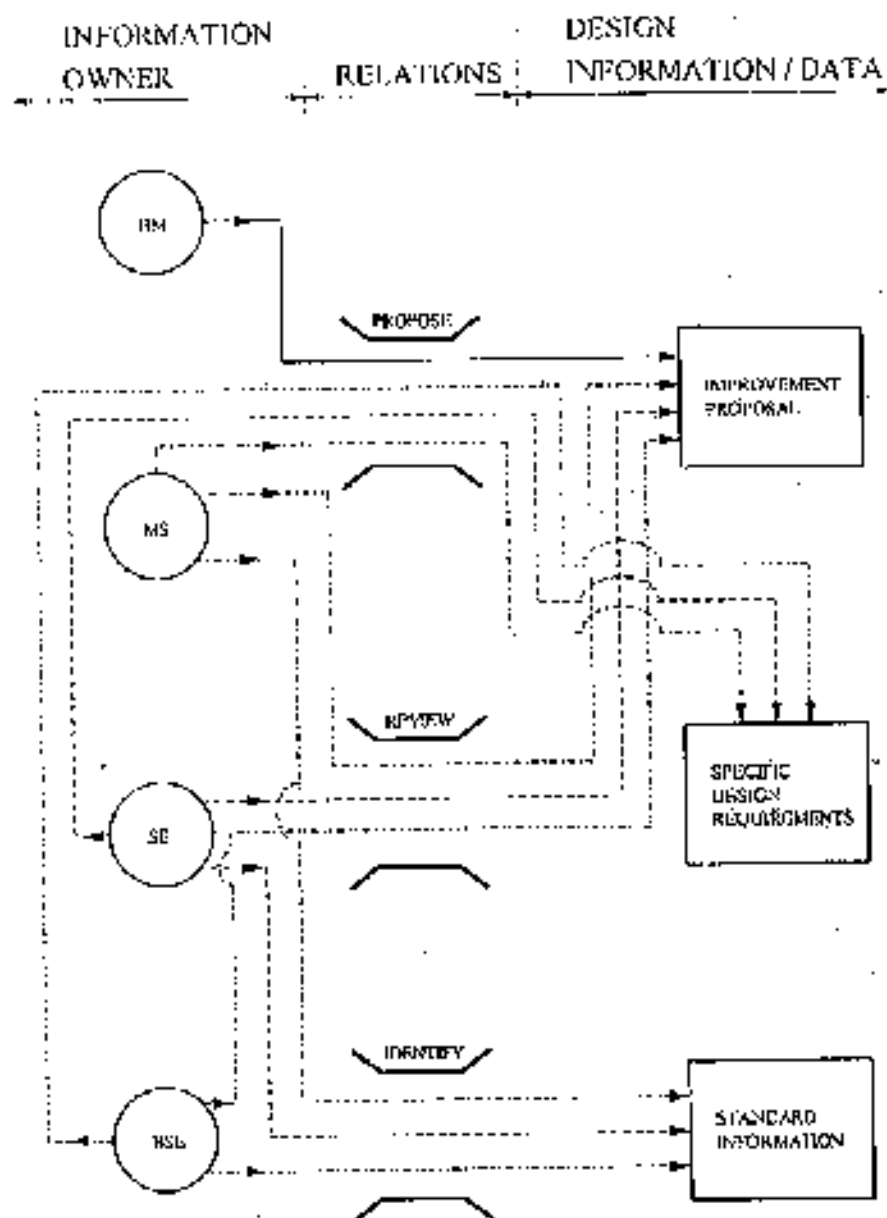 INFORMATION
OWNER
RELATIONS
DESIGN
INFORMATION / DATA
PROPOSE
IMPROVEMENT
PROPOSAL
MS
REVIEW
SPECIFIC
DESIGN
REQUIREMENTS
SE
IDENTIFY
STANDARD
INFORMATION